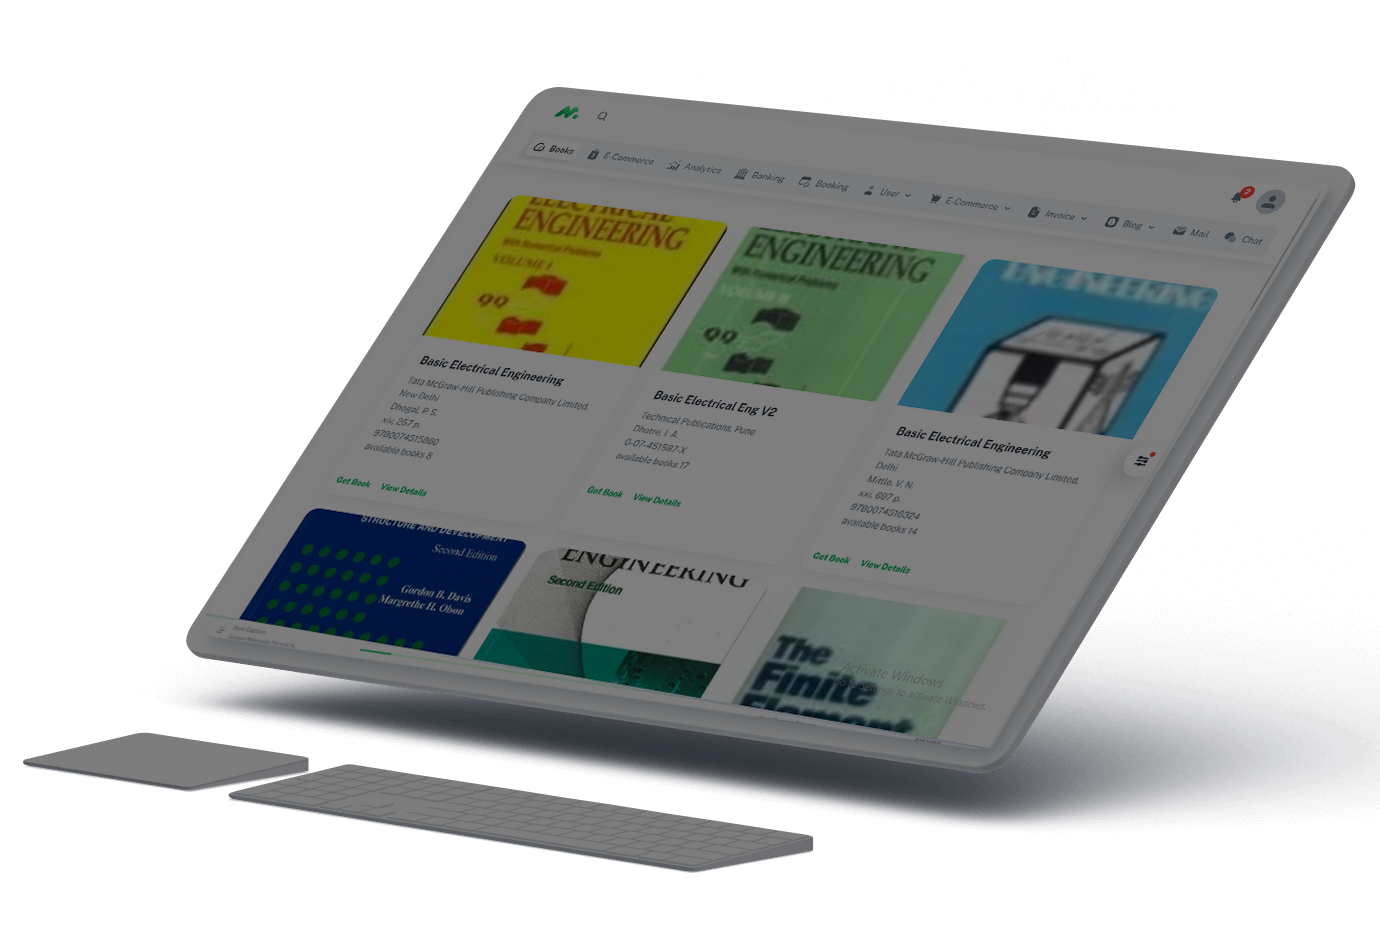 Books
E-Commerce
Analytics
Banking
Booking
User
E-Commerce
Invoice
Blog
Mail
Chat
2
ELECTRICAL
ENGINEERING
With Numerical Problems
VOLUME I
Basic Electrical Engineering
Tata McGraw-Hill Publishing Company Limited,
New Delhi
Dhogal, P. S.
xiv, 257 p.
9780074515860
available books 8
Get Book View Details
ENGINEERING
With Numerical Problems
VOLUME II
Basic Electrical Eng V2
Technical Publications, Pune
Dhotre, I. A.
0-07-451587-X
available books 17
Get Book View Details
ENGINEERING
Basic Electrical Engineering
Tata McGraw-Hill Publishing Company Limited,
Delhi
Mittle, V. N.
xxi, 697 p.
9780074516324
available books 14
Get Book View Details
STRUCTURE AND DEVELOPMENT
Second Edition
Gordon B. Davis
Margrethe H. Olson
ENGINEERING
Second Edition
The
Finite
Element
Activate Windows
to activate Windows.